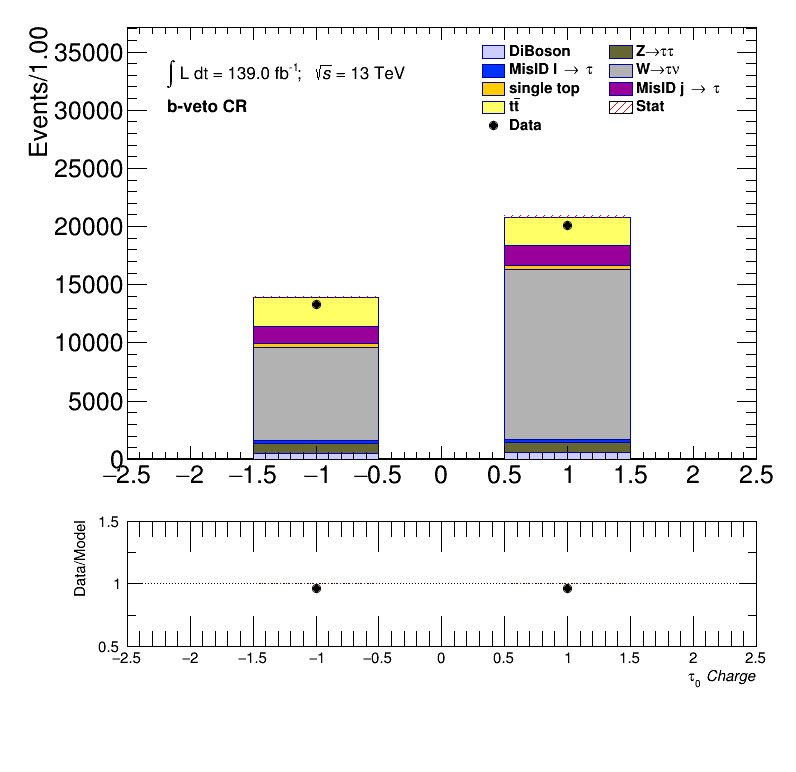 Events/1.00
35000
30000
25000
20000
15000
10000
5000
0
∫ L dt = 139.0 fb⁻¹; √s = 13 TeV
b-veto CR
DiBoson
Z→ττ
MisID l → τ
W→τν
single top
MisID j → τ
tt̄
Stat
Data
−2.5 −2 −1.5 −1 −0.5 0 0.5 1 1.5 2 2.5
Data/Model
1.5
1
0.5
−2.5 −2 −1.5 −1 −0.5 0 0.5 1 1.5 2 2.5
τ₀ Charge